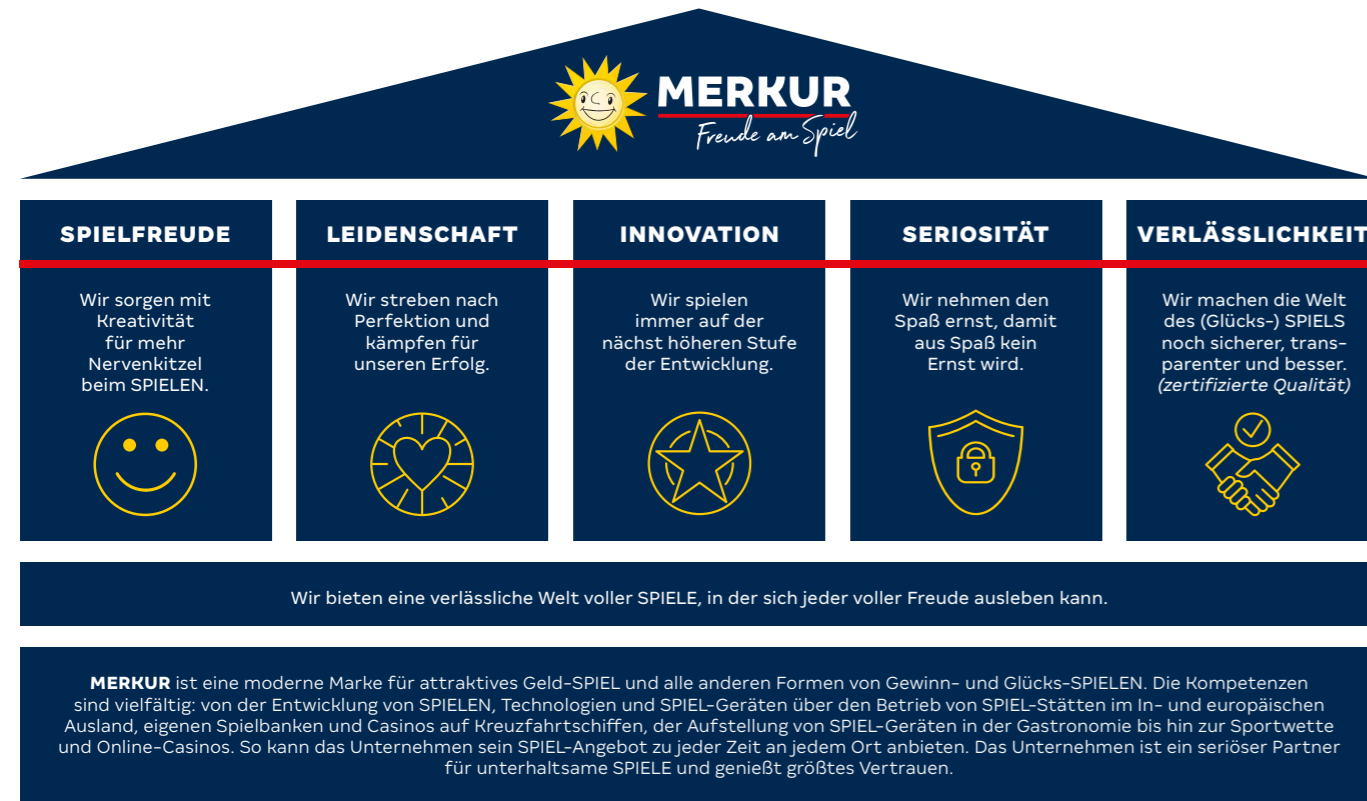 MERKUR
Freude am Spiel
SPIELFREUDE
Wir sorgen mit
Kreativität
für mehr
Nervenkitzel
beim SPIELEN.
LEIDENSCHAFT
Wir streben nach
Perfektion und
kämpfen für
unseren Erfolg.
INNOVATION
Wir spielen
immer auf der
nächst höheren Stufe
der Entwicklung.
SERIOSITÄT
Wir nehmen den
Spaß ernst, damit
aus Spaß kein
Ernst wird.
VERLÄSSLICHKEIT
Wir machen die Welt
des (Glücks-) SPIELS
noch sicherer, trans-
parenter und besser.
(zertifizierte Qualität)
Wir bieten eine verlässliche Welt voller SPIELE, in der sich jeder voller Freude ausleben kann.
MERKUR ist eine moderne Marke für attraktives Geld-SPIEL und alle anderen Formen von Gewinn- und Glücks-SPIELEN. Die Kompetenzen
sind vielfältig: von der Entwicklung von SPIELEN, Technologien und SPIEL-Geräten über den Betrieb von SPIEL-Stätten im In- und europäischen
Ausland, eigenen Spielbanken und Casinos auf Kreuzfahrtschiffen, der Aufstellung von SPIEL-Geräten in der Gastronomie bis hin zur Sportwette
und Online-Casinos. So kann das Unternehmen sein SPIEL-Angebot zu jeder Zeit an jedem Ort anbieten. Das Unternehmen ist ein seriöser Partner
für unterhaltsame SPIELE und genießt größtes Vertrauen.